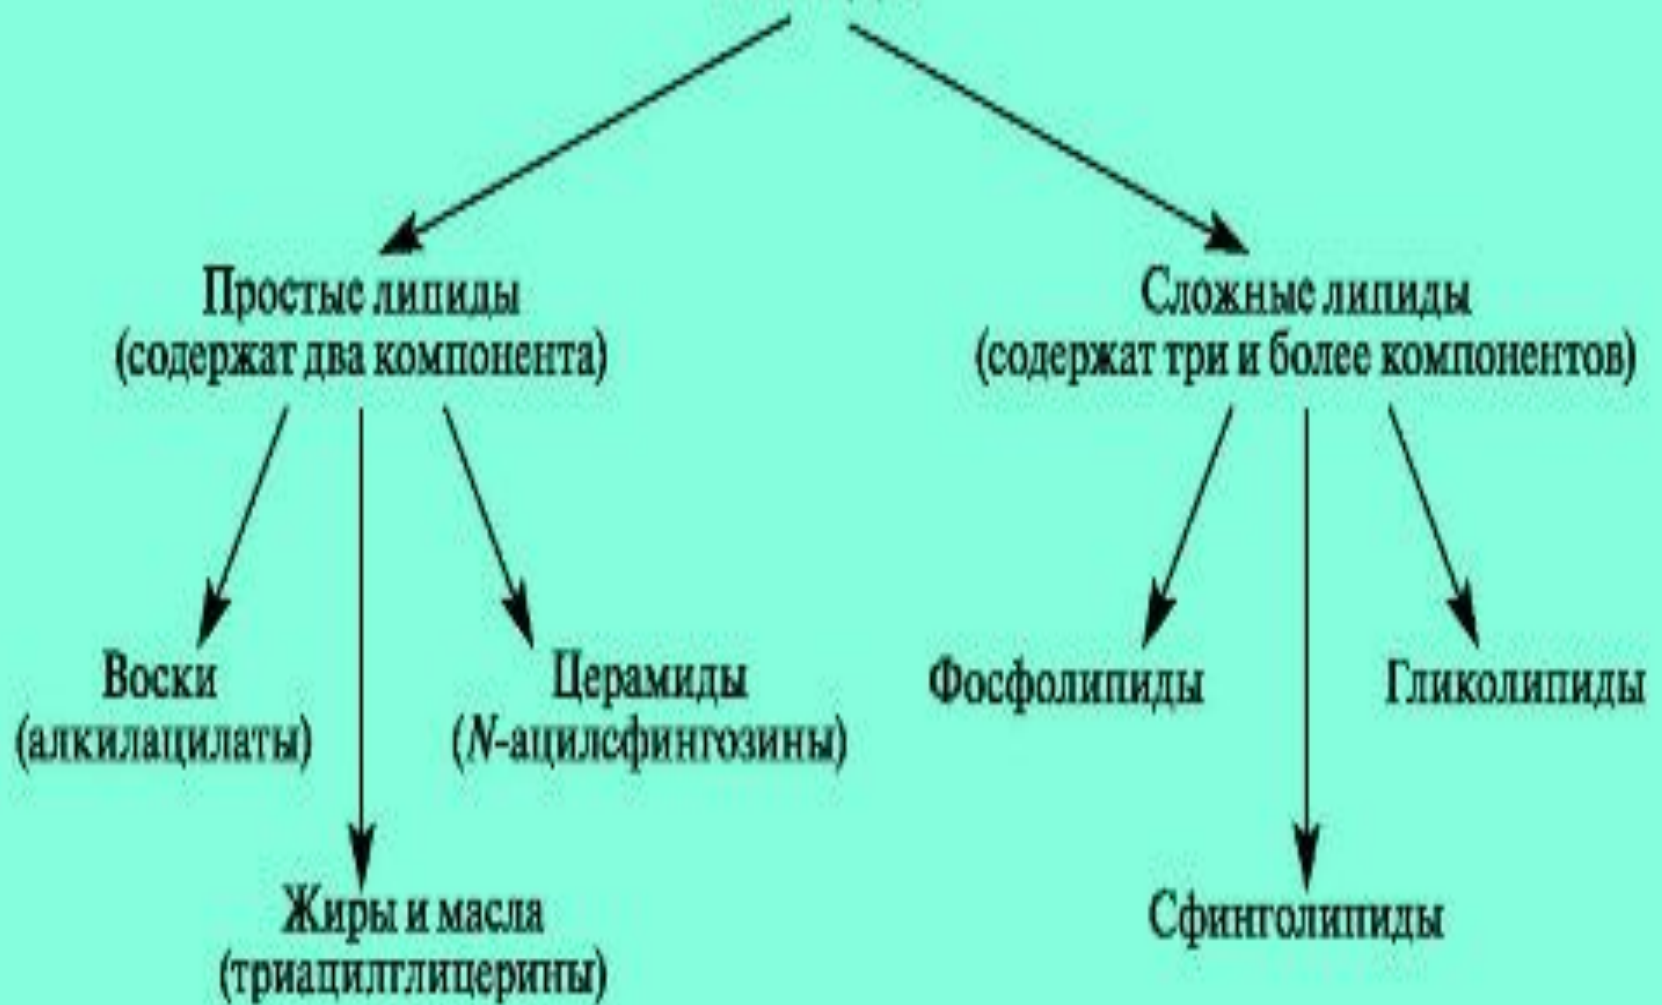 Простые липиды
(содержат два компонента)
Сложные липиды
(содержат три и более компонентов)
Воски
(алкилацилаты)
Церамиды
(N-ацилсфингозины)
Жиры и масла
(триацилглицерины)
Фосфолипиды
Гликолипиды
Сфинголипиды